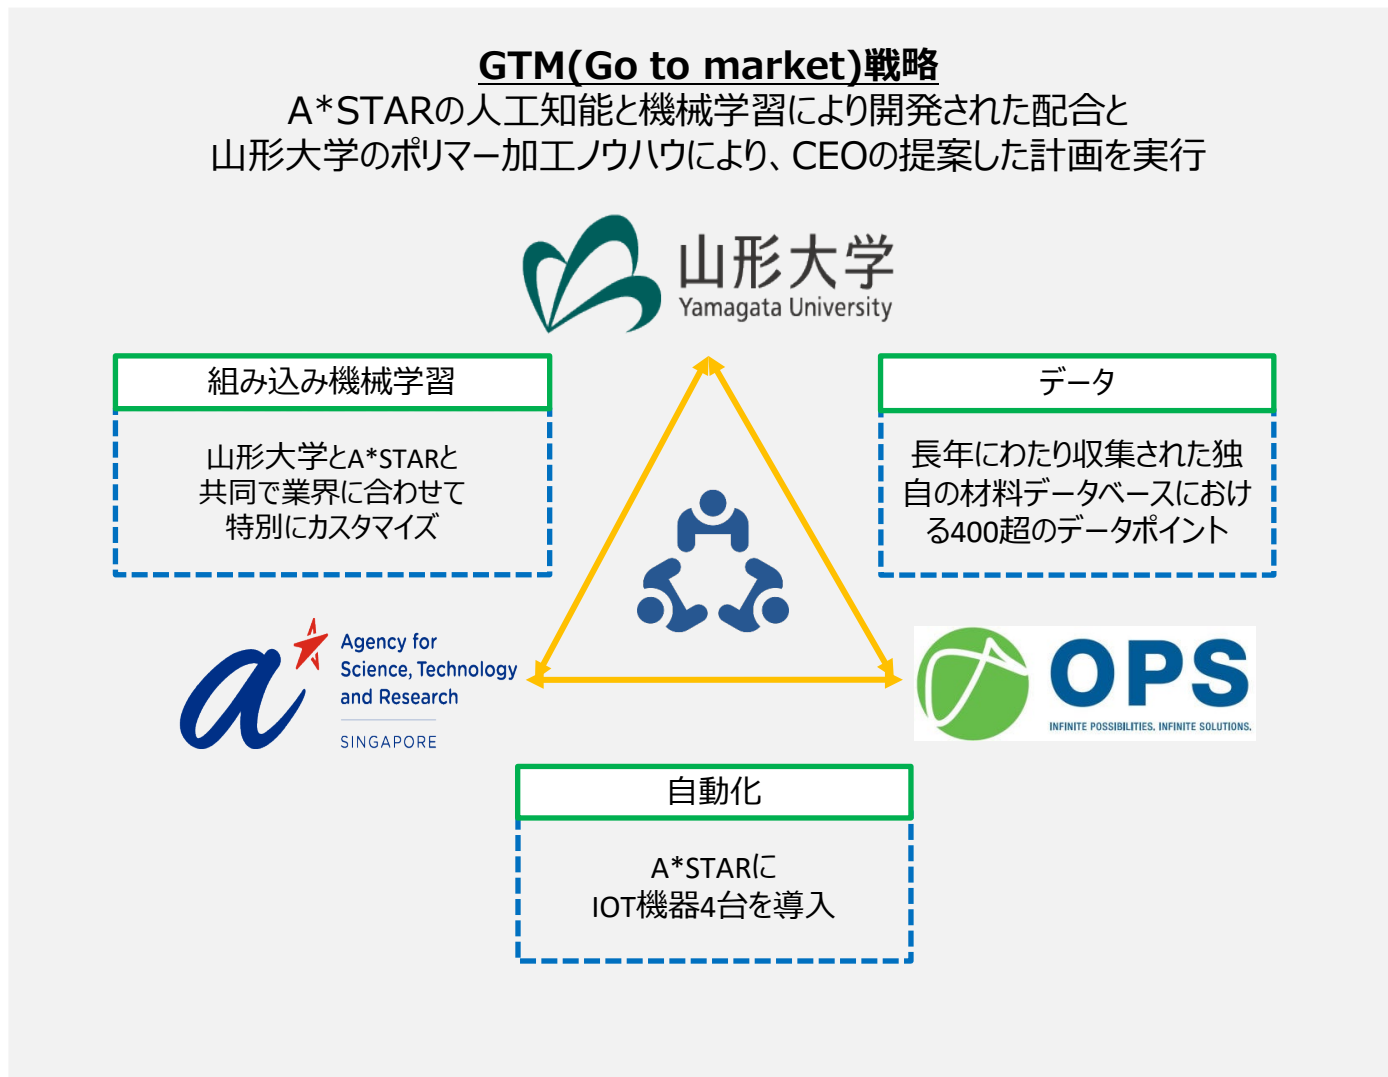 GTM(Go to market)戦略
A*STARの人工知能と機械学習により開発された配合と
山形大学のポリマー加工ノウハウにより、CEOの提案した計画を実行
山形大学
Yamagata University
組み込み機械学習
山形大学とA*STARと
共同で業界に合わせて
特別にカスタマイズ
データ
長年にわたり収集された独
自の材料データベースにおけ
る400超のデータポイント
a
Agency for
Science, Technology
and Research
SINGAPORE
OPS
INFINITE POSSIBILITIES. INFINITE SOLUTIONS.
自動化
A*STARに
IOT機器4台を導入